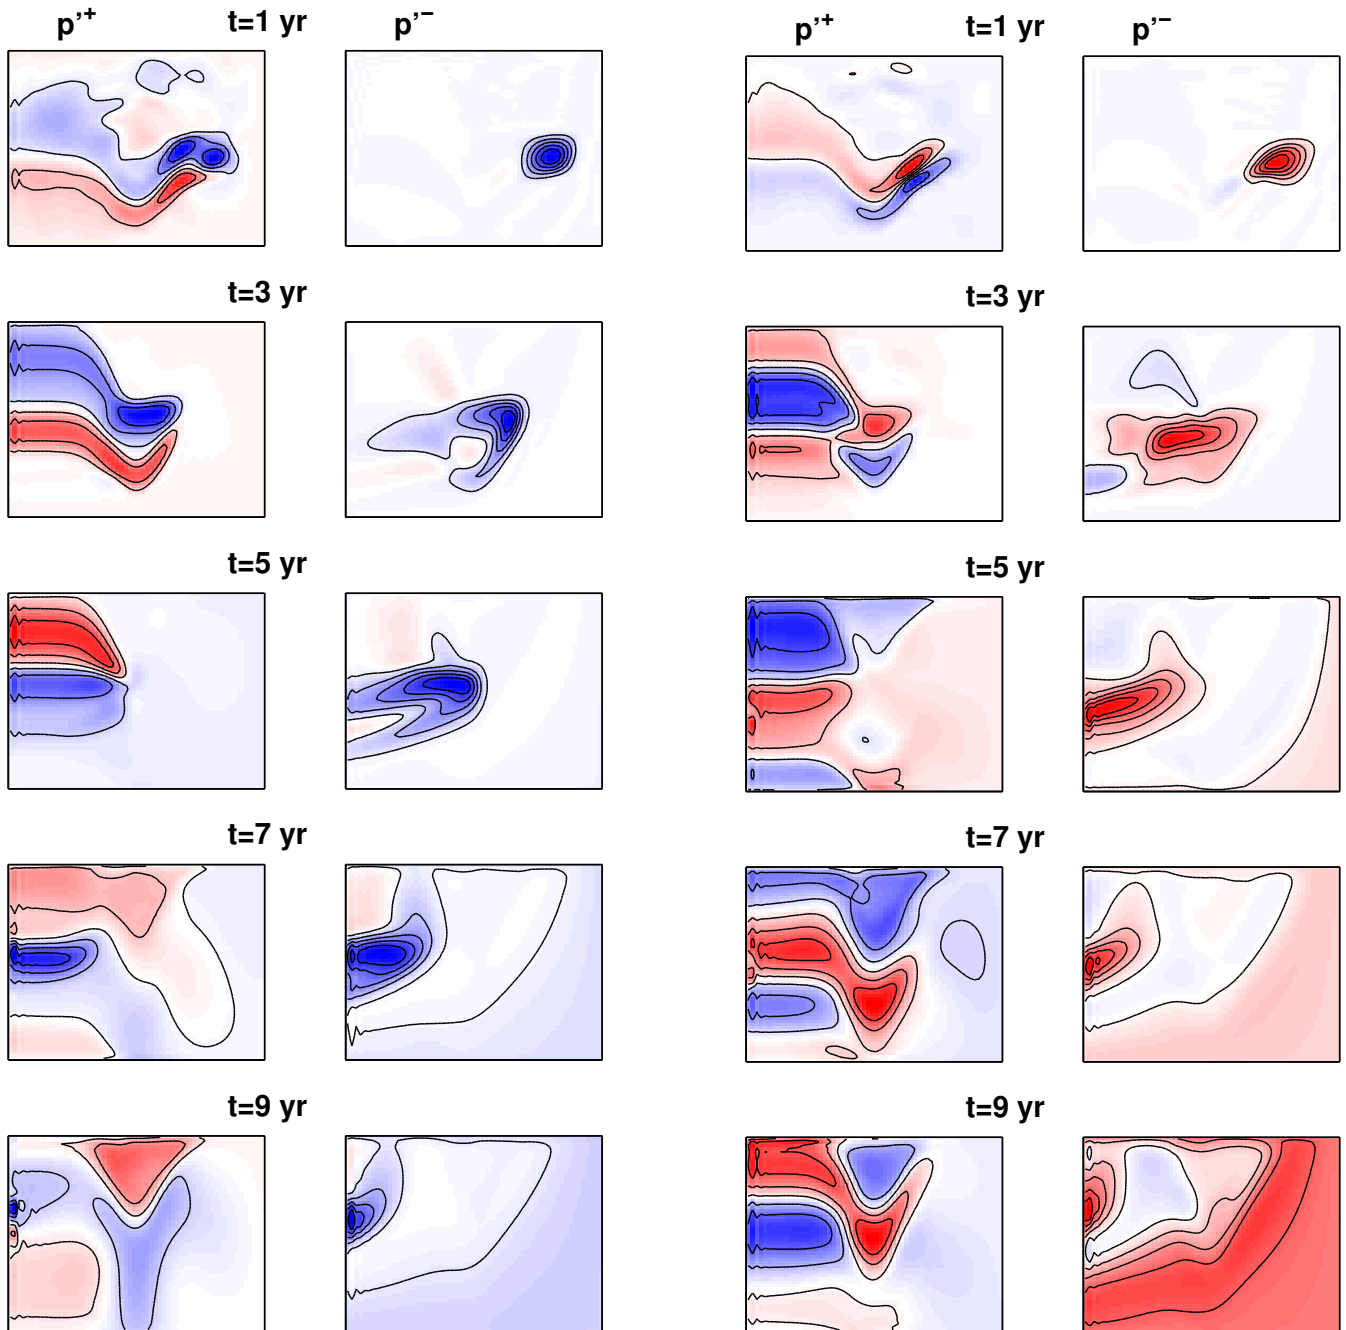 p'+ t=1 yr p'− p'+ t=1 yr p'−
t=3 yr t=3 yr
t=5 yr t=5 yr
t=7 yr t=7 yr
t=9 yr t=9 yr